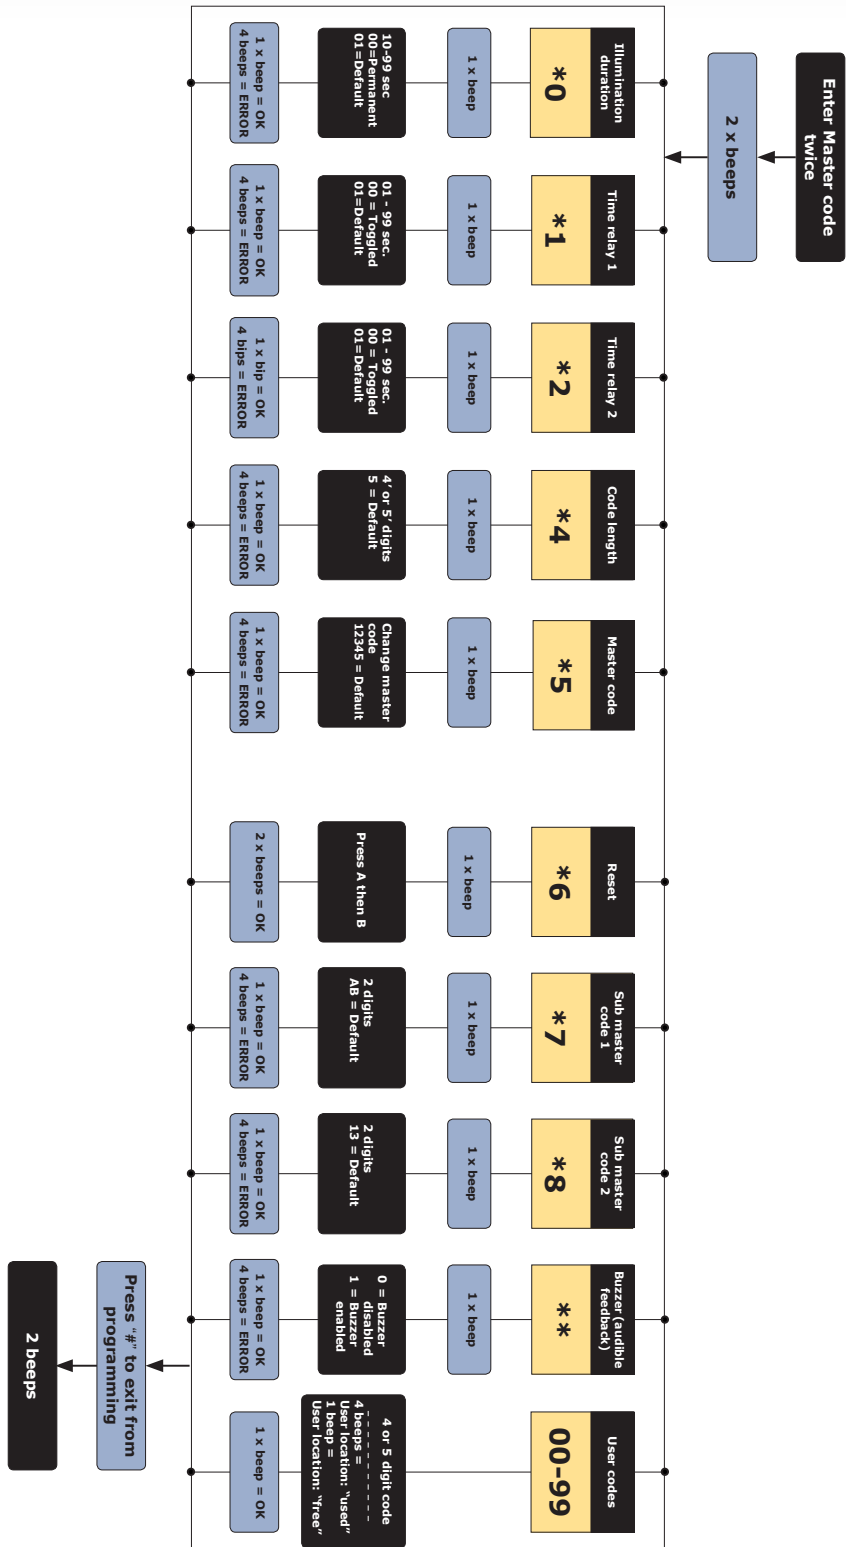 Enter Master code
twice
2 x beeps
Illumination
duration
*0
1 x beep
10-99 sec
00=Permanent
01=Default
1 x beep = OK
4 beeps = ERROR
Time relay 1
*1
1 x beep
01 - 99 sec.
00 = Toggled
01=Default
1 x beep = OK
4 beeps = ERROR
Time relay 2
*2
1 x beep
01 - 99 sec.
00 = Toggled
01=Default
1 x bip = OK
4 bips = ERROR
Code length
*4
1 x beep
4’ or 5’ digits
5 = Default
1 x beep = OK
4 beeps = ERROR
Master code
*5
1 x beep
Change master
code
12345 = Default
1 x beep = OK
4 beeps = ERROR
Reset
*6
1 x beep
Press A then B
2 x beeps = OK
Sub master
code 1
*7
1 x beep
2 digits
AB = Default
1 x beep = OK
4 beeps = ERROR
Sub master
code 2
*8
1 x beep
2 digits
13 = Default
1 x beep = OK
4 beeps = ERROR
Buzzer (audible
feedback)
**
1 x beep
0 = Buzzer
disabled
1 = Buzzer
enabled
1 x beep = OK
4 beeps = ERROR
User codes
00-99
4 or 5 digit code
- - - - - - - - - - -
4 beeps =
User location: “used”
1 beep =
User location: “free”
1 x beep = OK
Press “#” to exit from
programming
2 beeps